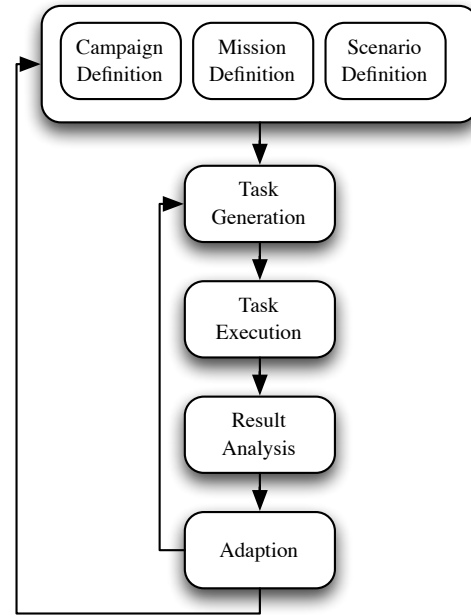 Campaign
Definition
Mission
Definition
Scenario
Definition
Task
Generation
Task
Execution
Result
Analysis
Adaption